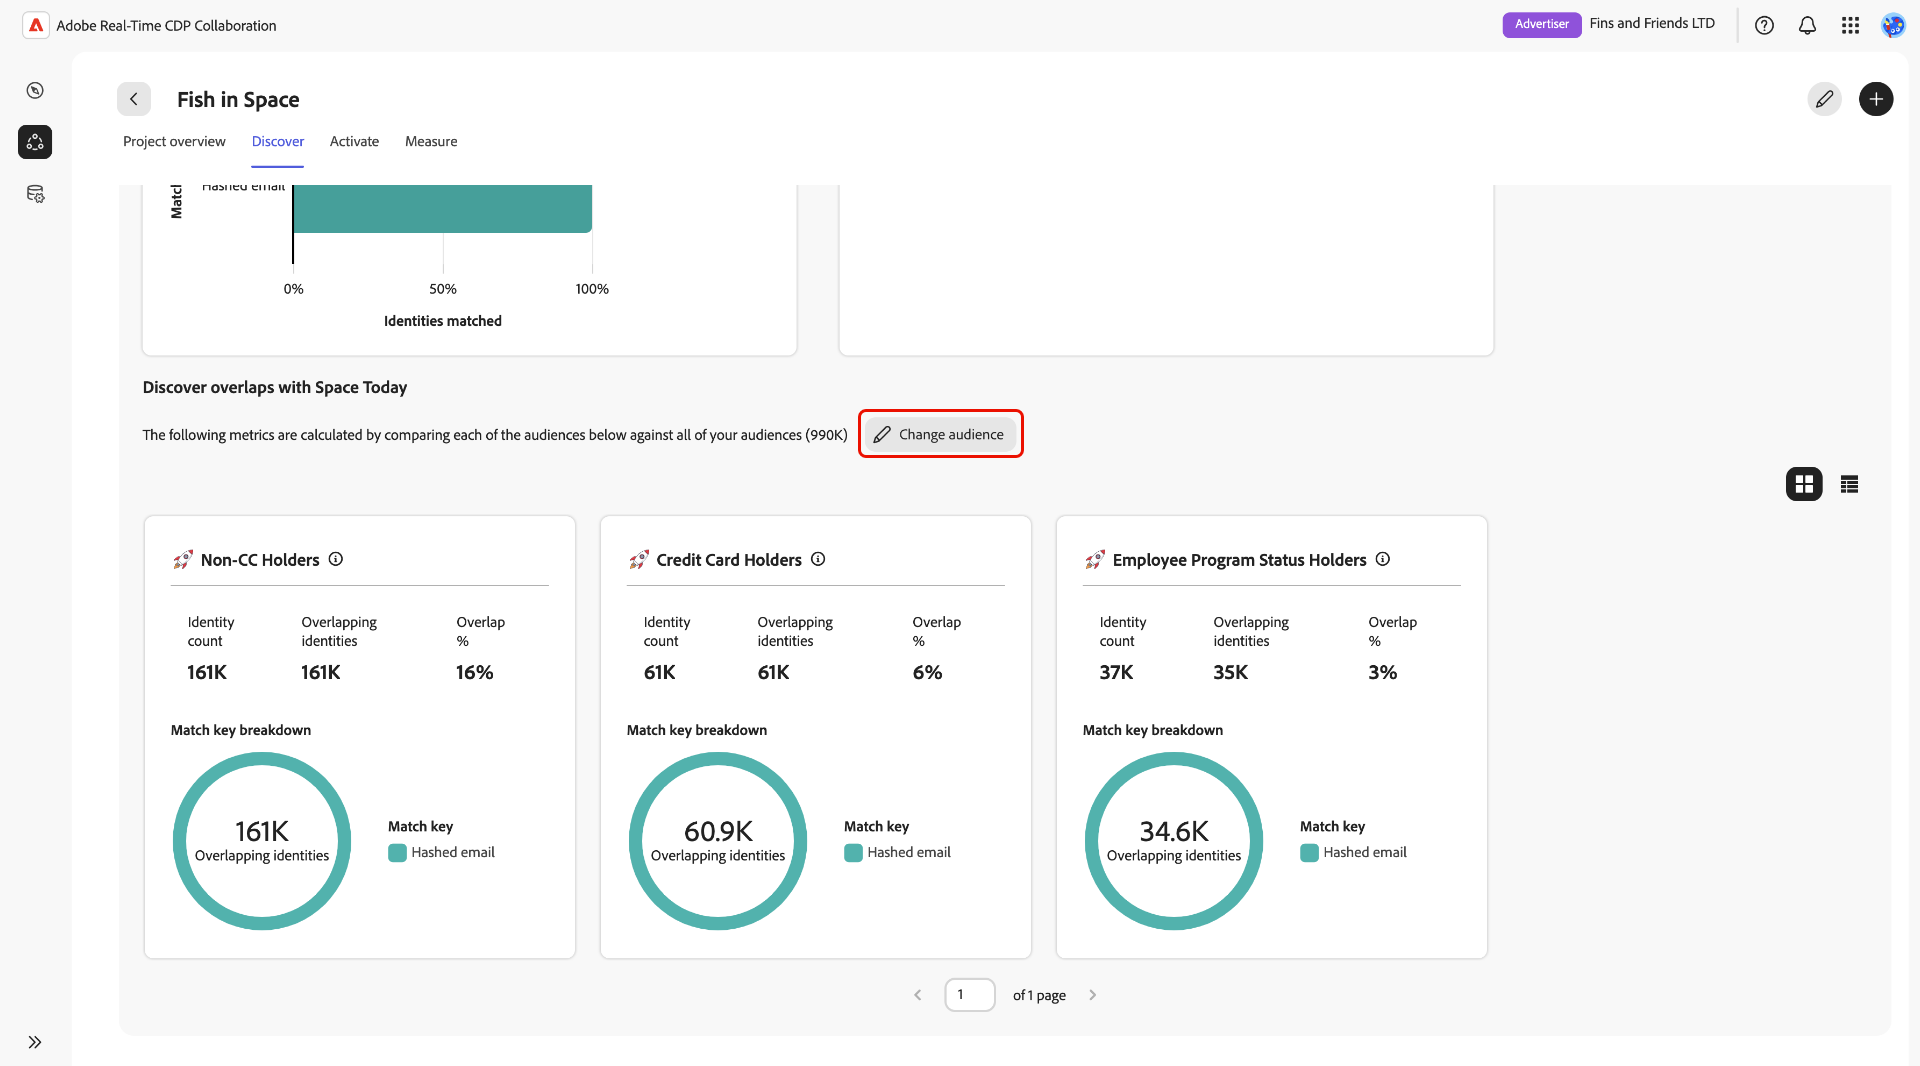 Adobe Real-Time CDP Collaboration
Advertiser
Fins and Friends LTD
Fish in Space
Project overview
Discover
Activate
Measure
Match
Hashed email
0%
50%
100%
Identities matched
Discover overlaps with Space Today
The following metrics are calculated by comparing each of the audiences below against all of your audiences (990K)
Change audience
Non-CC Holders
Identity count
Overlapping identities
Overlap %
161K
161K
16%
Match key breakdown
161K
Overlapping identities
Match key
Hashed email
Credit Card Holders
Identity count
Overlapping identities
Overlap %
61K
61K
6%
Match key breakdown
60.9K
Overlapping identities
Match key
Hashed email
Employee Program Status Holders
Identity count
Overlapping identities
Overlap %
37K
35K
3%
Match key breakdown
34.6K
Overlapping identities
Match key
Hashed email
1
of 1 page